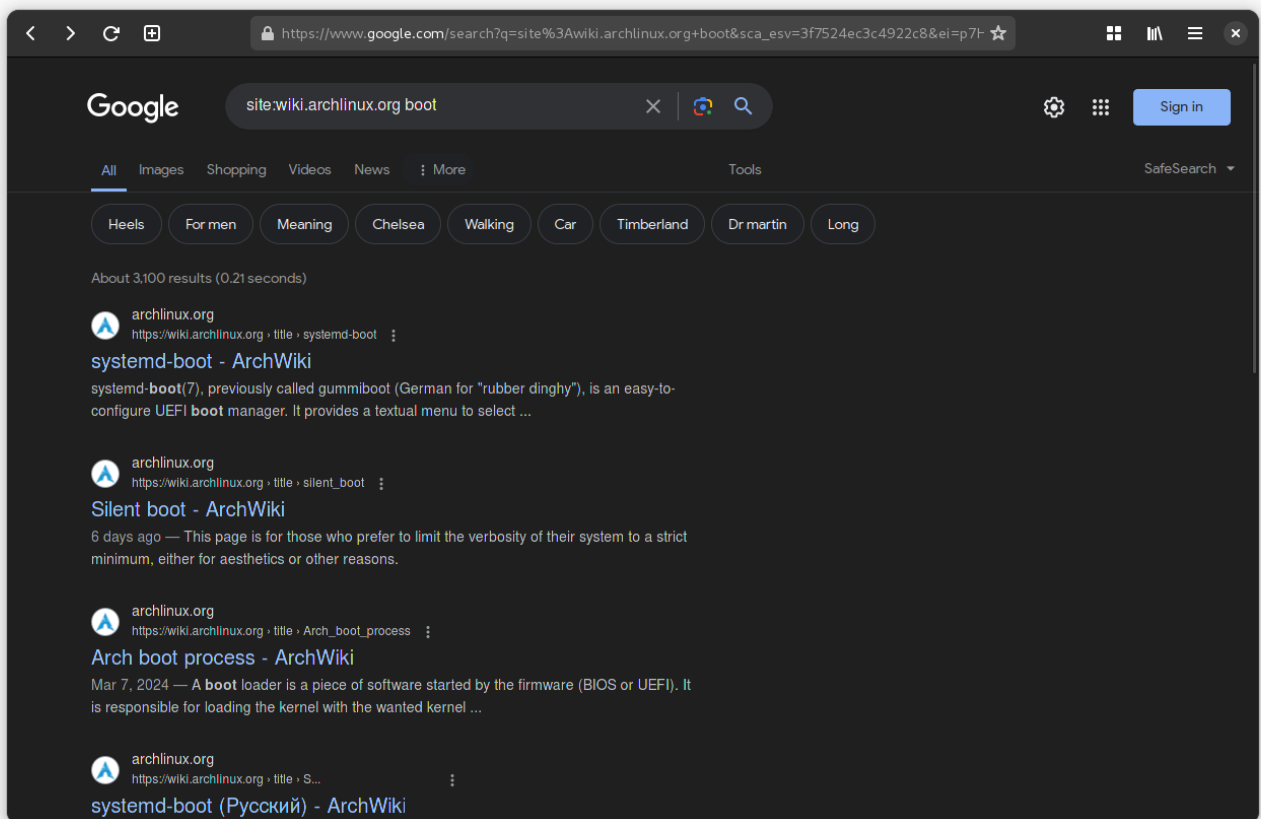 https://www.google.com/search?q=site%3Awiki.archlinux.org+boot&sca_esv=3f7524ec3c4922c8&ei=p7H
Google
site:wiki.archlinux.org boot
Sign in
All Images Shopping Videos News More Tools SafeSearch
Heels For men Meaning Chelsea Walking Car Timberland Dr martin Long
About 3,100 results (0.21 seconds)
archlinux.org
https://wiki.archlinux.org › title › systemd-boot
systemd-boot - ArchWiki
systemd-boot(7), previously called gummiboot (German for "rubber dinghy"), is an easy-to-
configure UEFI boot manager. It provides a textual menu to select ...
archlinux.org
https://wiki.archlinux.org › title › silent_boot
Silent boot - ArchWiki
6 days ago — This page is for those who prefer to limit the verbosity of their system to a strict
minimum, either for aesthetics or other reasons.
archlinux.org
https://wiki.archlinux.org › title › Arch_boot_process
Arch boot process - ArchWiki
Mar 7, 2024 — A boot loader is a piece of software started by the firmware (BIOS or UEFI). It
is responsible for loading the kernel with the wanted kernel ...
archlinux.org
https://wiki.archlinux.org › title › S...
systemd-boot (Русский) - ArchWiki